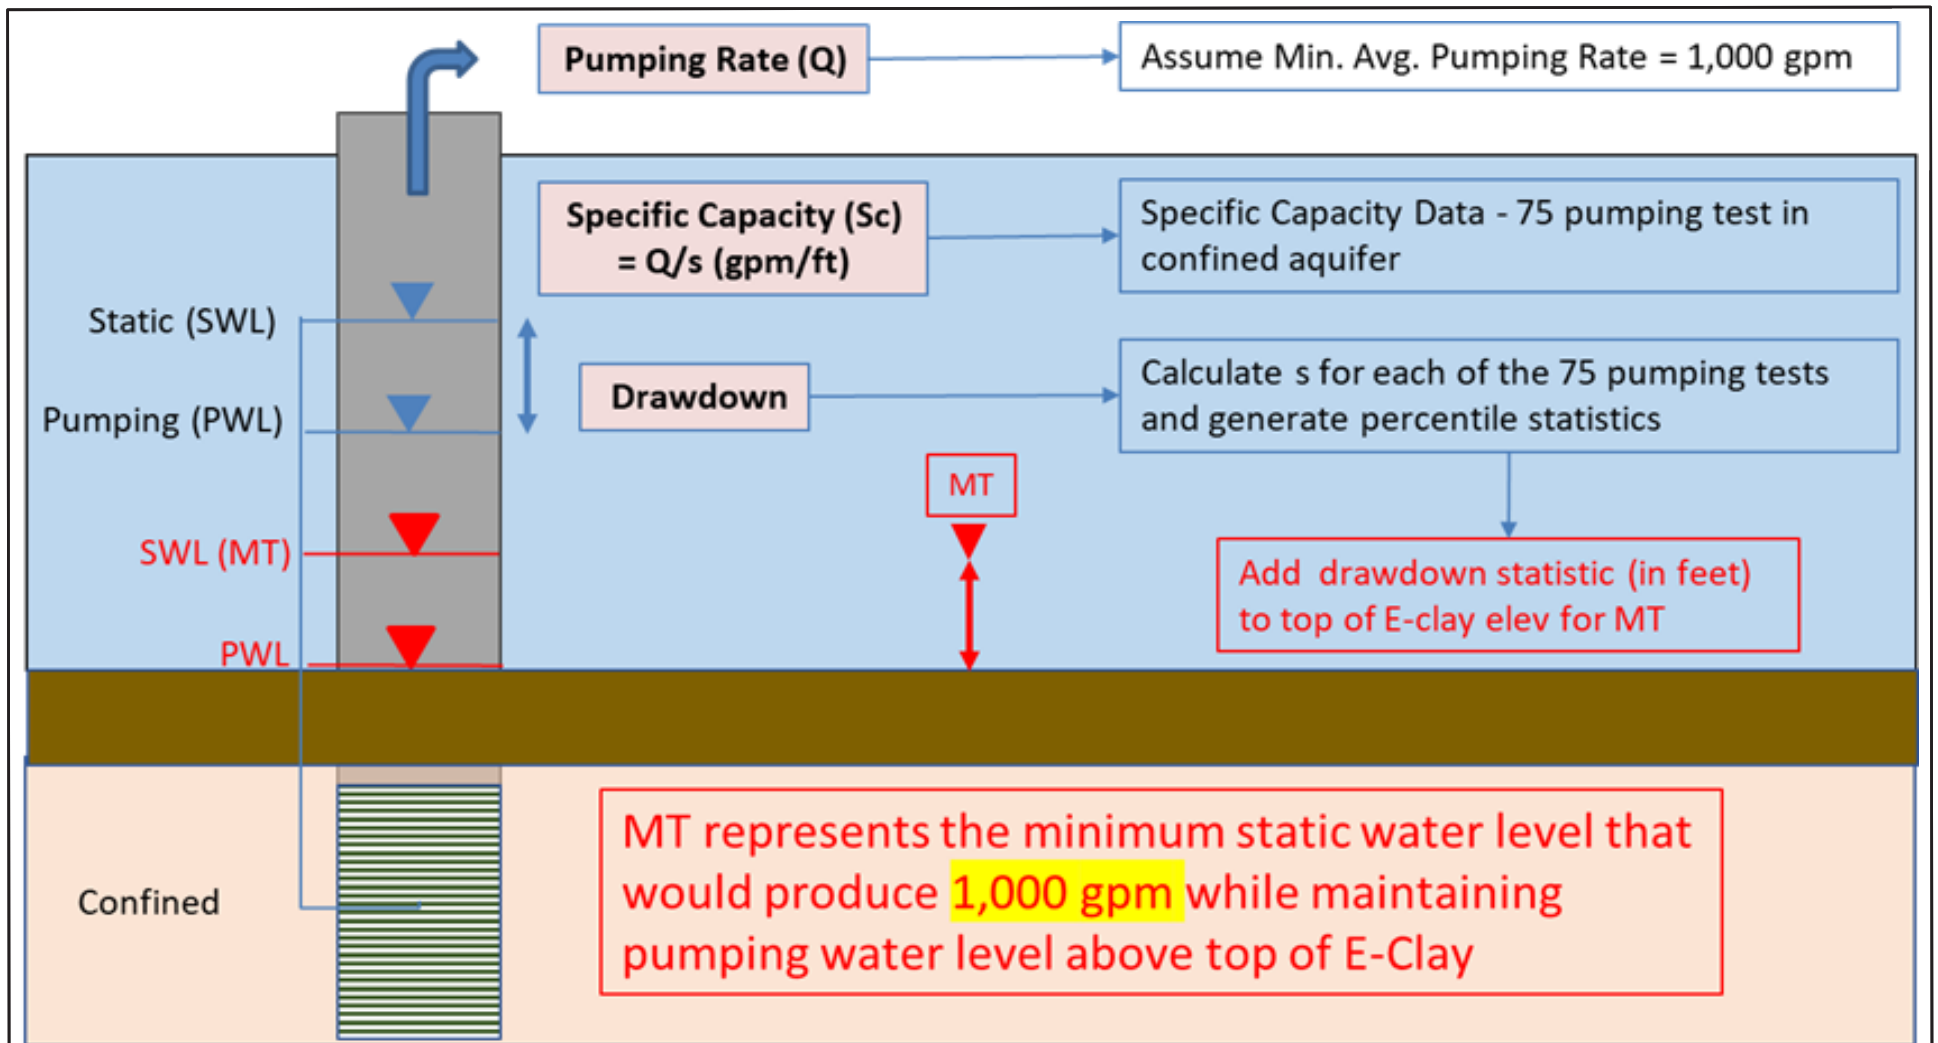 Pumping Rate (Q)
Assume Min. Avg. Pumping Rate = 1,000 gpm
Specific Capacity (Sc)
= Q/s (gpm/ft)
Specific Capacity Data - 75 pumping test in
confined aquifer
Static (SWL)
Drawdown
Calculate s for each of the 75 pumping tests
and generate percentile statistics
Pumping (PWL)
MT
SWL (MT)
Add drawdown statistic (in feet)
to top of E-clay elev for MT
PWL
MT represents the minimum static water level that
would produce 1,000 gpm while maintaining
pumping water level above top of E-Clay
Confined